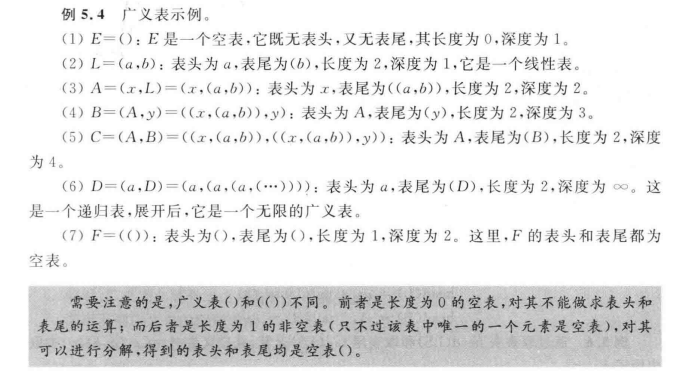 例 5.4 广义表示例。
(1) E=():E 是一个空表,它既无表头,又无表尾,其长度为 0,深度为 1。
(2) L=(a,b):表头为 a,表尾为(b),长度为 2,深度为 1,它是一个线性表。
(3) A=(x,L)=(x,(a,b)):表头为 x,表尾为((a,b)),长度为 2,深度为 2。
(4) B=(A,y)=((x,(a,b)),y):表头为 A,表尾为(y),长度为 2,深度为 3。
(5) C=(A,B)=((x,(a,b)),((x,(a,b)),y)):表头为 A,表尾为(B),长度为 2,深度
为 4。
(6) D=(a,D)=(a,(a,(a,(…)))):表头为 a,表尾为(D),长度为 2,深度为 ∞。这
是一个递归表,展开后,它是一个无限的广义表。
(7) F=(()):表头为(),表尾为(),长度为 1,深度为 2。这里,F 的表头和表尾都为
空表。
需要注意的是,广义表()和(())不同。前者是长度为 0 的空表,对其不能做求表头和
表尾的运算;而后者是长度为 1 的非空表(只不过该表中唯一的一个元素是空表),对其
可以进行分解,得到的表头和表尾均是空表()。